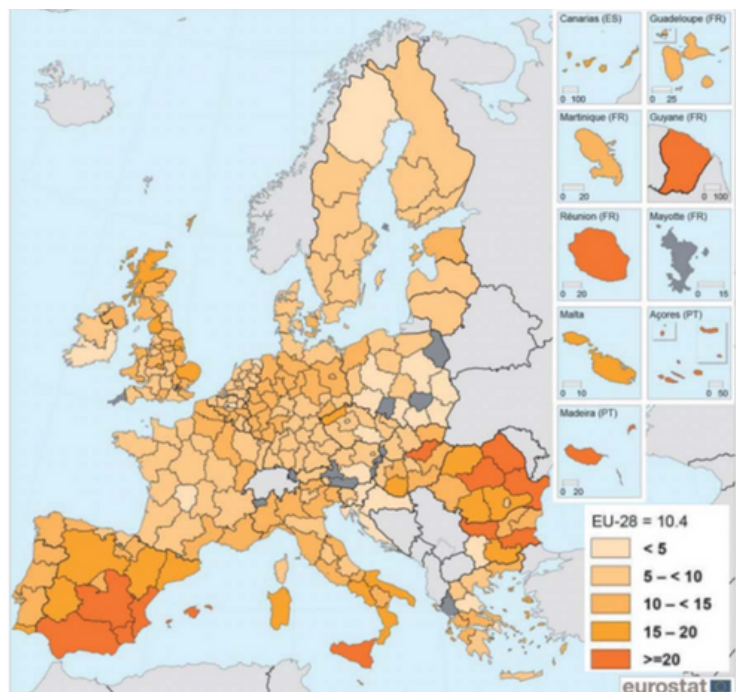 Canarias (ES)
0 100
Guadeloupe (FR)
0 25
Martinique (FR)
0 20
Guyane (FR)
0 100
Réunion (FR)
0 20
Mayotte (FR)
0 15
Malta
0 10
Açores (PT)
0 50
Madeira (PT)
0 20
EU-28 = 10.4
< 5
5 – < 10
10 – < 15
15 – 20
>=20
eurostat